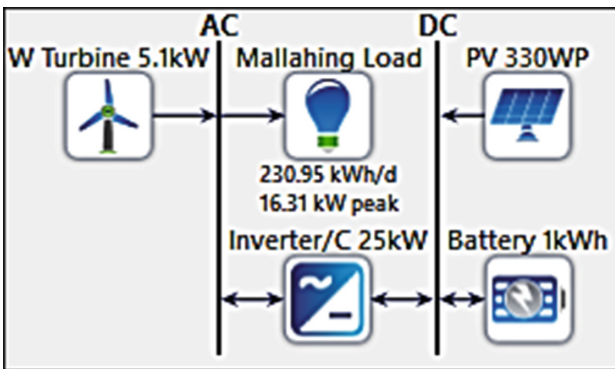 AC DC
W Turbine 5.1kW Mallahing Load PV 330WP
230.95 kWh/d
16.31 kW peak
Inverter/C 25kW Battery 1kWh